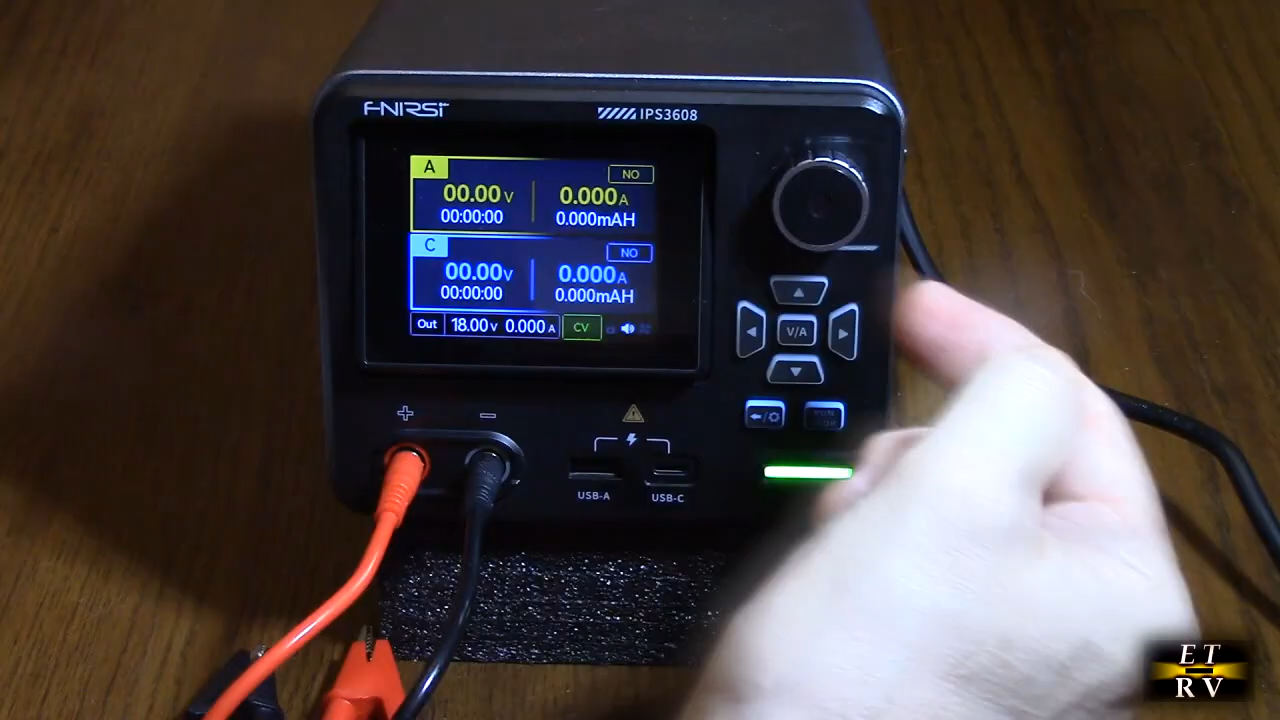 FNIRSI IPS3608
A NO
00.00V 0.000A
00:00:00 0.000mAH
C NO
00.00V 0.000A
00:00:00 0.000mAH
Out 18.00V 0.000A CV
V/A
USB-A USB-C
ET
RV